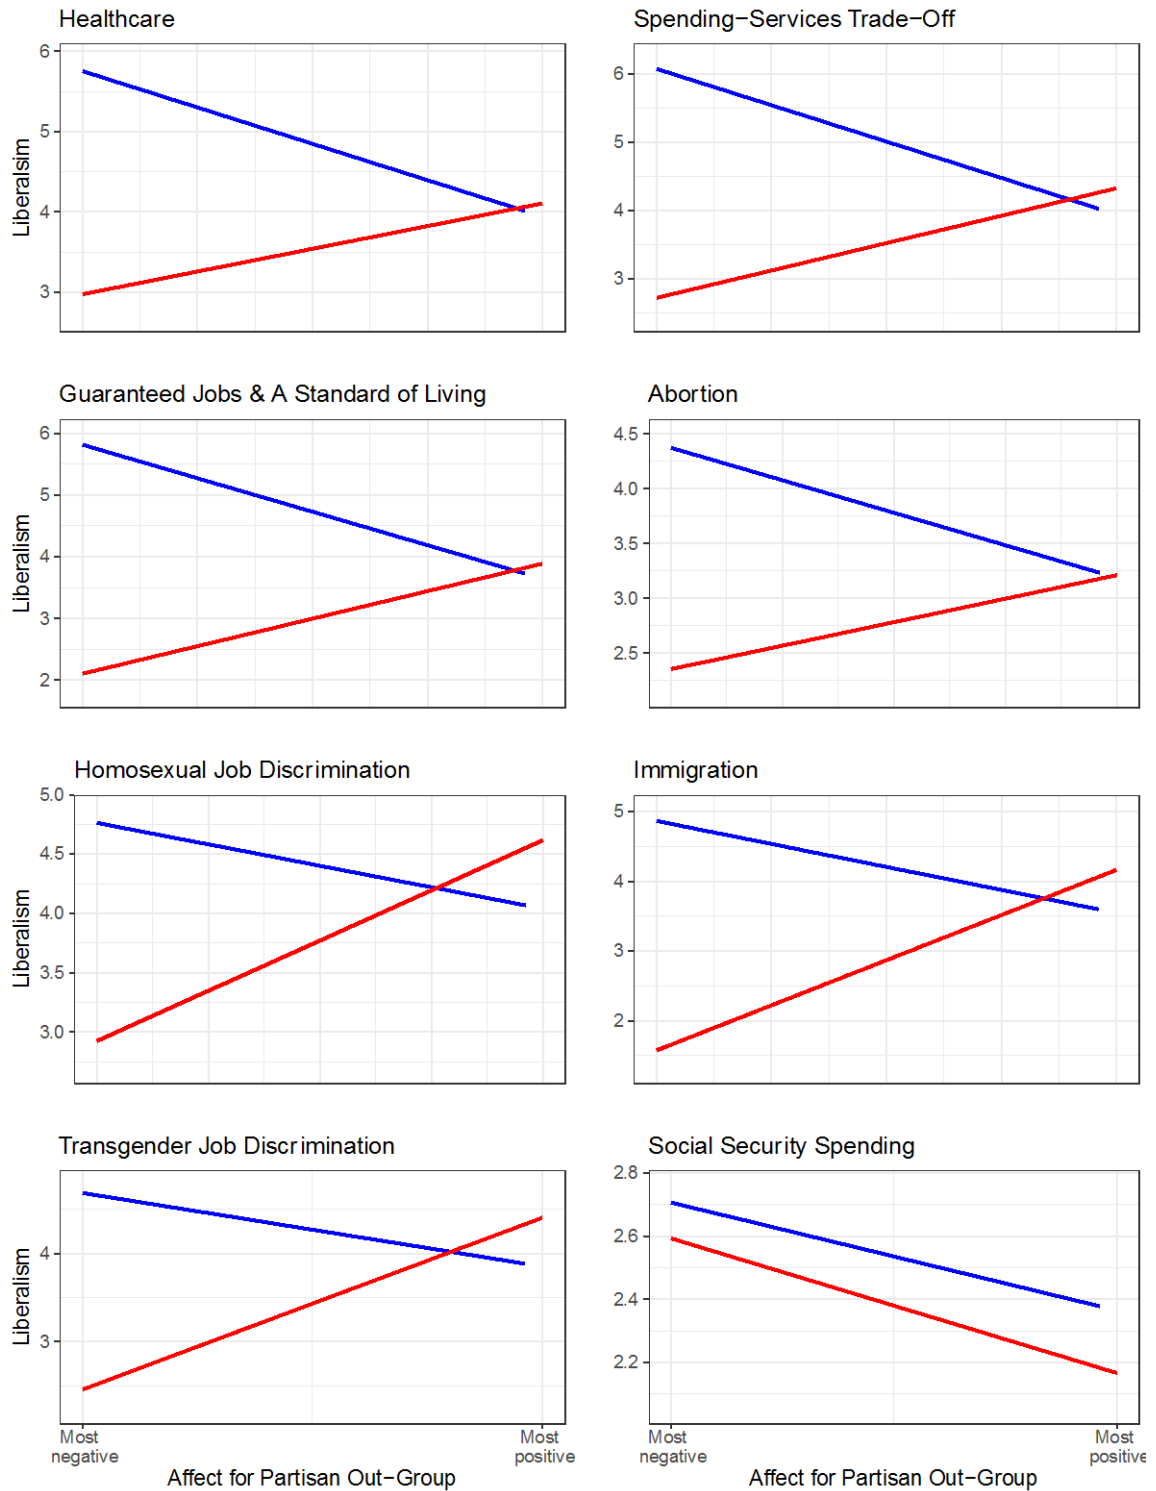 Healthcare
Spending−Services Trade−Off
6
5
4
3
Liberalsim
6
5
4
3
Guaranteed Jobs & A Standard of Living
Abortion
6
5
4
3
2
Liberalism
4.5
4.0
3.5
3.0
2.5
Homosexual Job Discrimination
Immigration
5.0
4.5
4.0
3.5
3.0
Liberalism
5
4
3
2
Transgender Job Discrimination
Social Security Spending
4
3
Liberalism
2.8
2.6
2.4
2.2
Most
negative
Most
positive
Most
negative
Most
positive
Affect for Partisan Out−Group
Affect for Partisan Out−Group